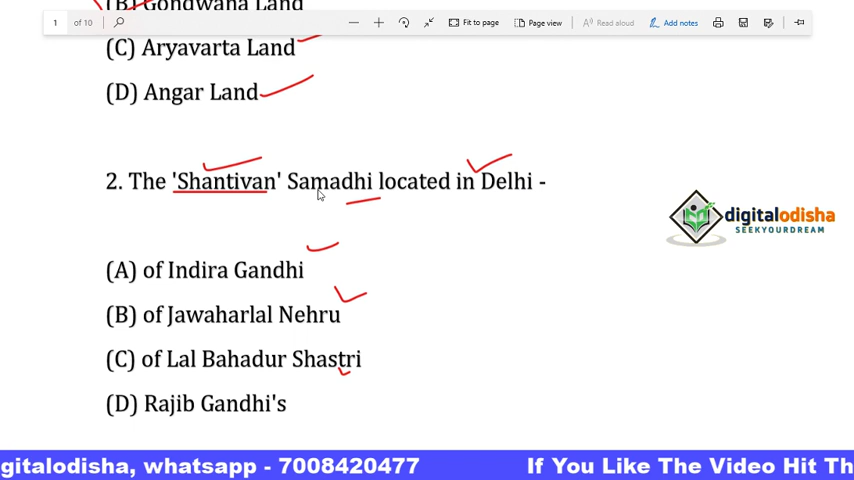 (B) Gondwana Land
1 of 10 Fit to page Page view Read aloud Add notes
(C) Aryavarta Land
(D) Angar Land
2. The 'Shantivan' Samadhi located in Delhi -
digitalodisha
SEEKYOURDREAM
(A) of Indira Gandhi
(B) of Jawaharlal Nehru
(C) of Lal Bahadur Shastri
(D) Rajib Gandhi's
igitalodisha, whatsapp - 7008420477 If You Like The Video Hit Th